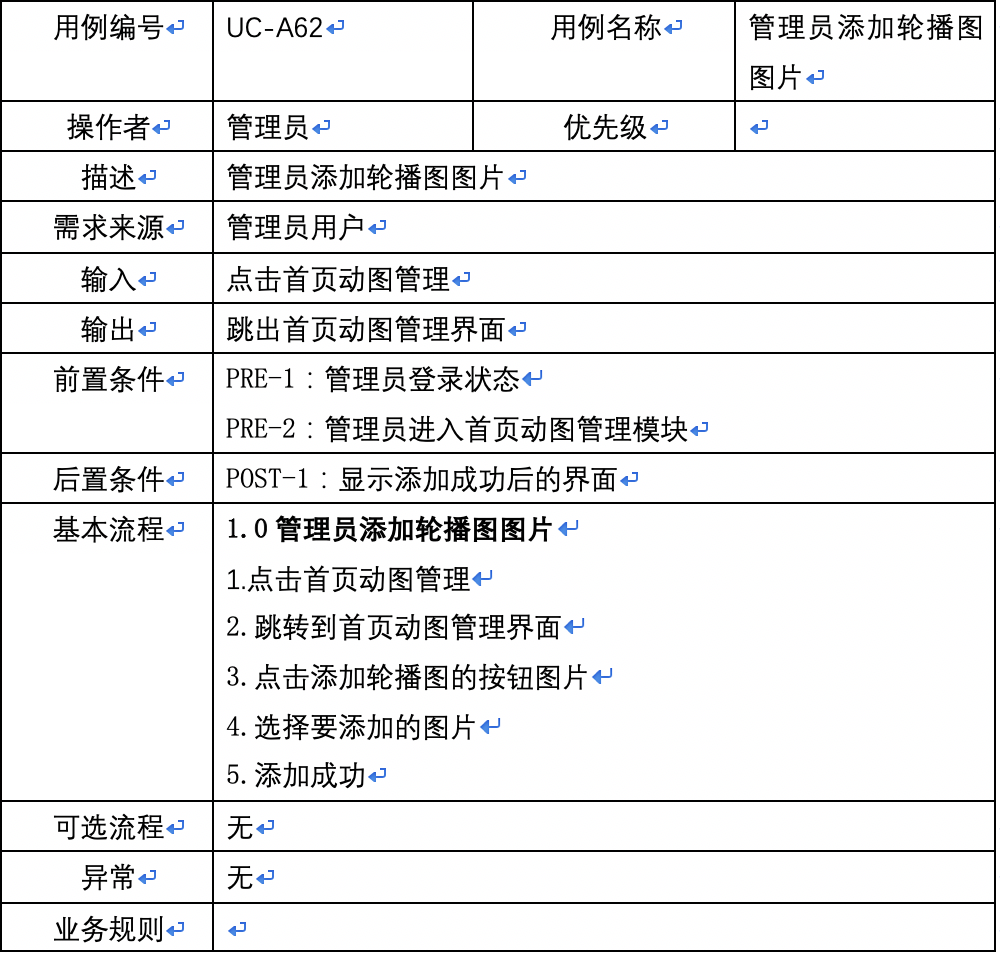 用例编号 UC-A62 用例名称 管理员添加轮播图
图片
操作者 管理员 优先级
描述 管理员添加轮播图图片
需求来源 管理员用户
输入 点击首页动图管理
输出 跳出首页动图管理界面
前置条件 PRE-1：管理员登录状态
PRE-2：管理员进入首页动图管理模块
后置条件 POST-1：显示添加成功后的界面
基本流程 1.0 管理员添加轮播图图片
1.点击首页动图管理
2. 跳转到首页动图管理界面
3. 点击添加轮播图的按钮图片
4. 选择要添加的图片
5. 添加成功
可选流程 无
异常 无
业务规则